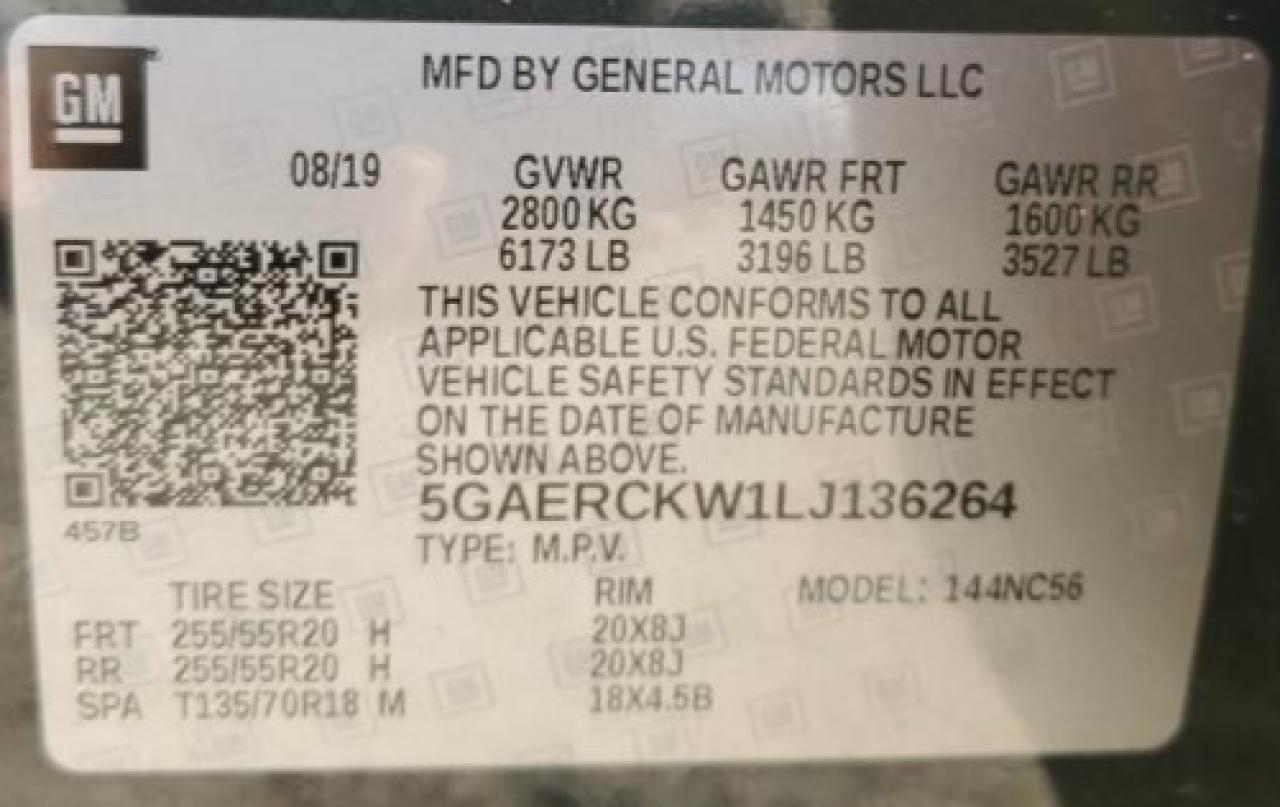 GM
MFD BY GENERAL MOTORS LLC
08/19 GVWR GAWR FRT GAWR RR
2800 KG 1450 KG 1600 KG
6173 LB 3196 LB 3527 LB
THIS VEHICLE CONFORMS TO ALL
APPLICABLE U.S. FEDERAL MOTOR
VEHICLE SAFETY STANDARDS IN EFFECT
ON THE DATE OF MANUFACTURE
SHOWN ABOVE.
5GAERCKW1LJ136264
457B
TYPE: M.P.V.
TIRE SIZE RIM MODEL: 144NC56
FRT 255/55R20 H 20X8J
RR 255/55R20 H 20X8J
SPA T135/70R18 M 18X4.5B